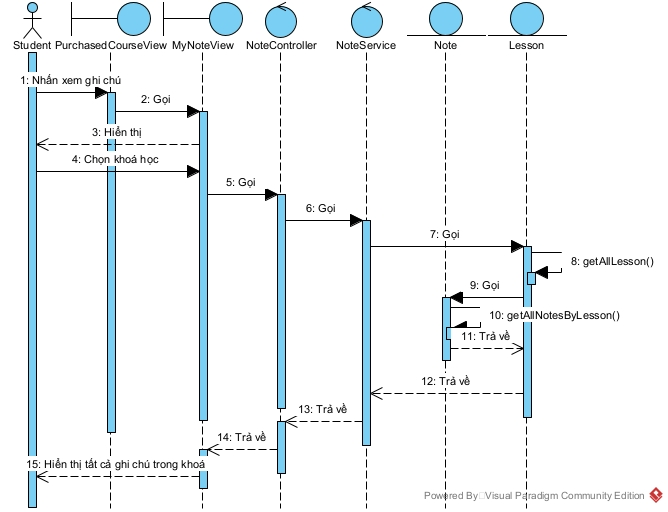 Student PurchasedCourseView MyNoteView NoteController NoteService Note Lesson
1: Nhấn xem ghi chú
2: Gọi
3: Hiển thị
4: Chọn khoá học
5: Gọi
6: Gọi
7: Gọi
8: getAllLesson()
9: Gọi
10: getAllNotesByLesson()
11: Trả về
12: Trả về
13: Trả về
14: Trả về
15: Hiển thị tất cả ghi chú trong khoá
Powered By Visual Paradigm Community Edition